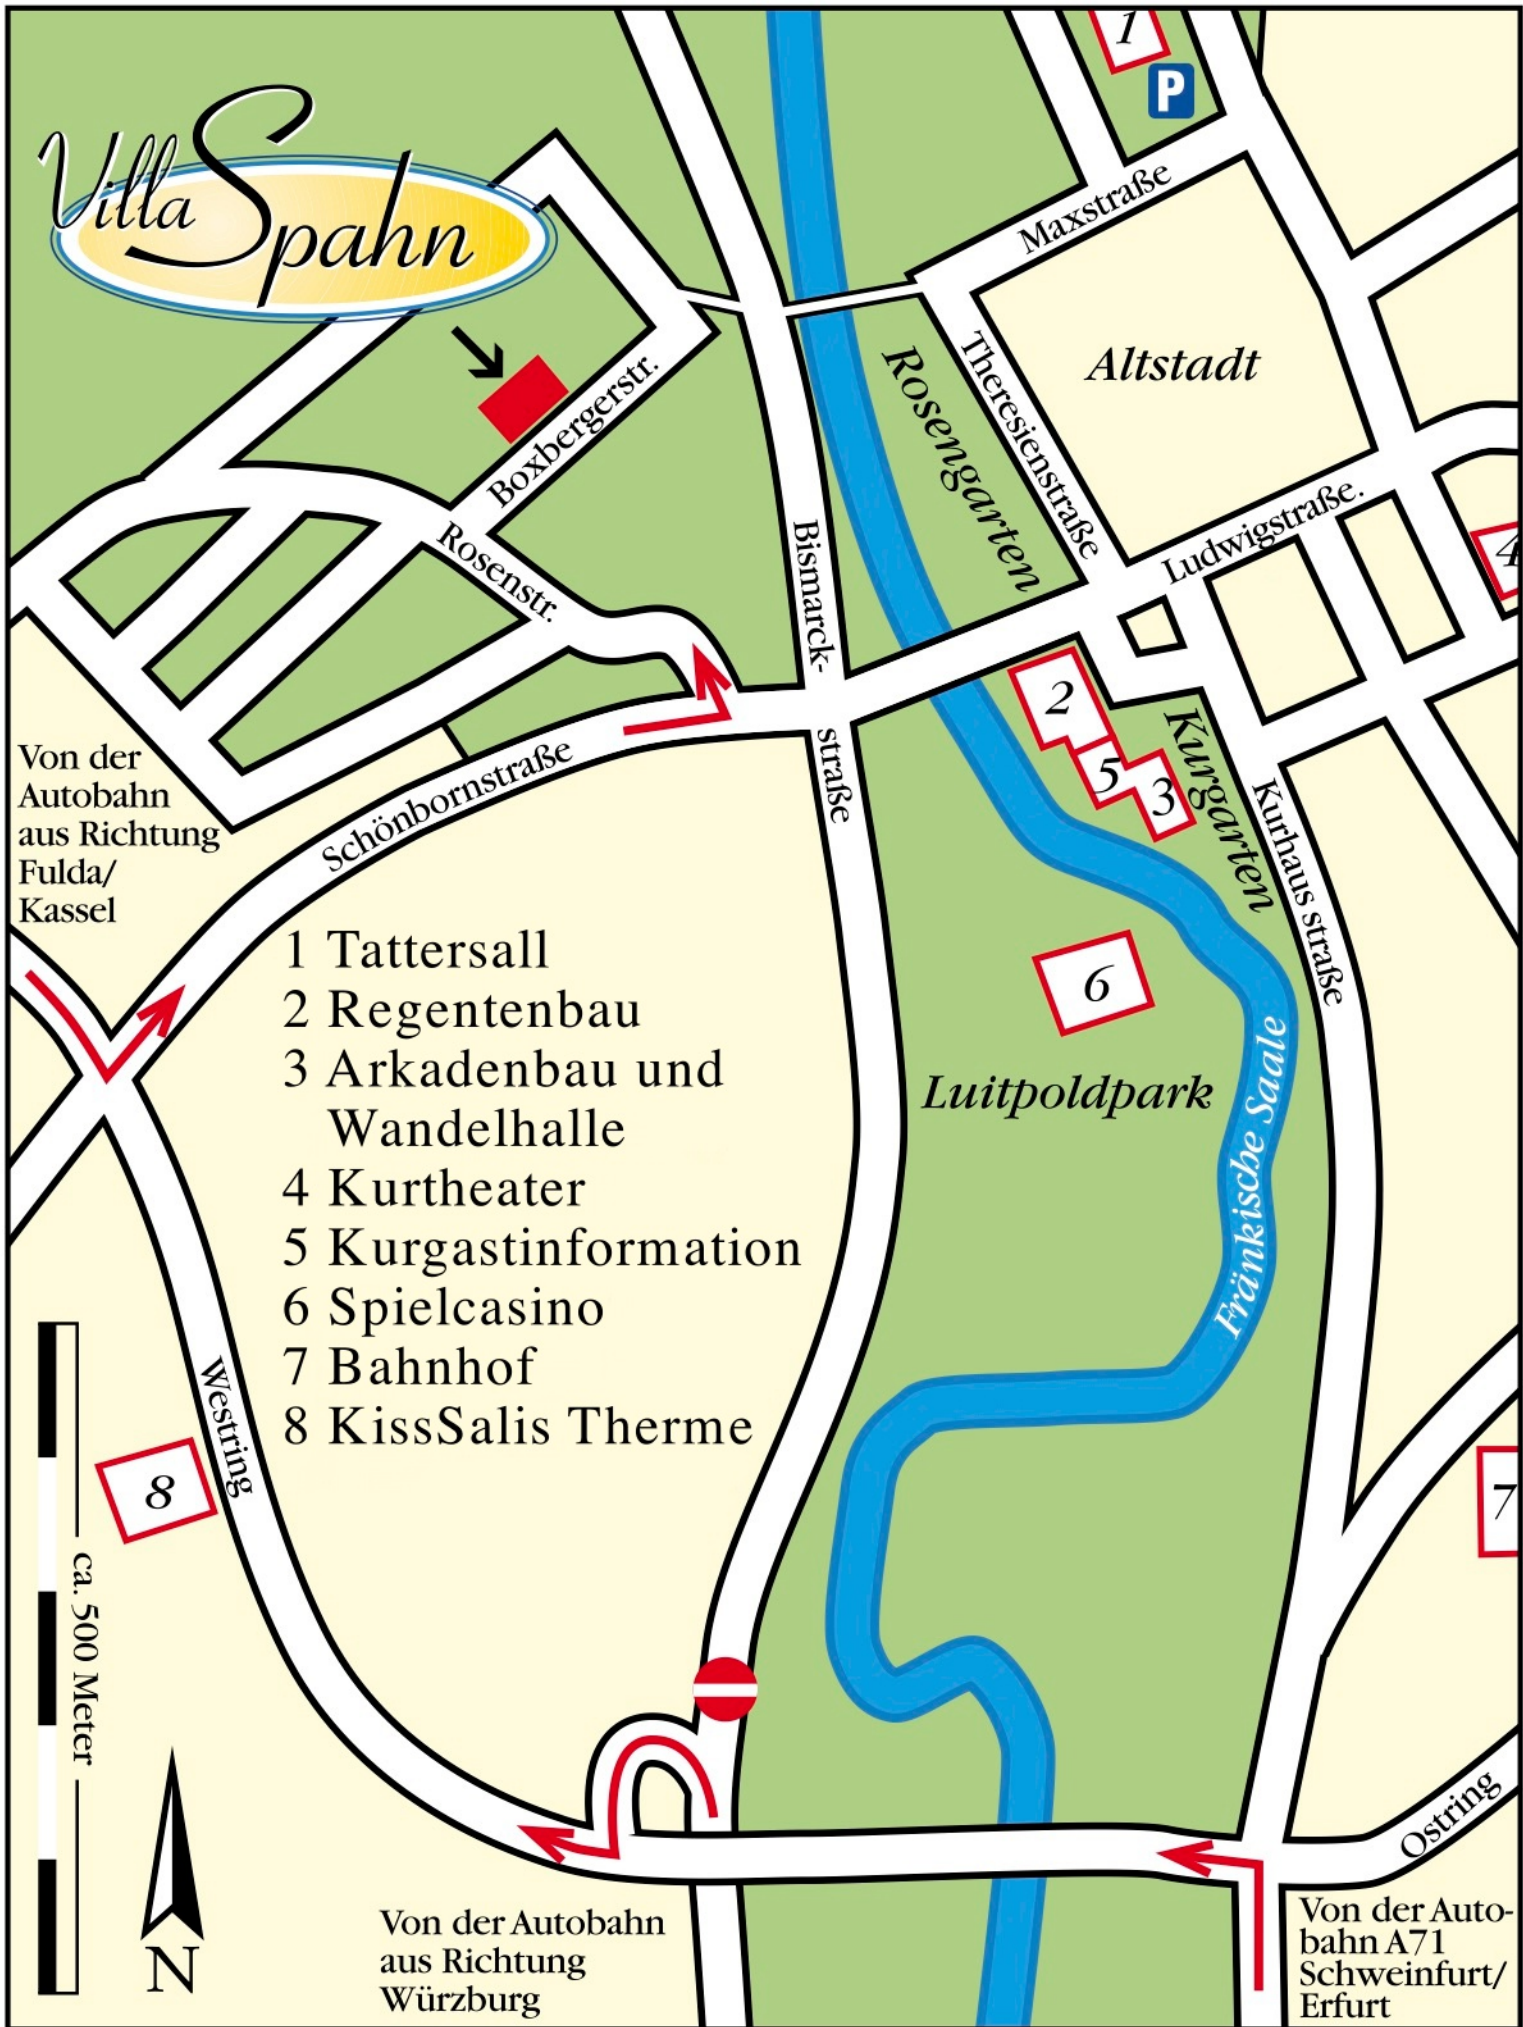 1
P
Villa Spahn
Maxstraße
Altstadt
Theresienstraße
Rosengarten
Boxbergerstr.
Ludwigstraße.
4
Rosenstr.
Bismarck-
straße
2
5
3
Kurgarten
Kurhaus straße
Schönbornstraße
Von der
Autobahn
aus Richtung
Fulda/
Kassel
1 Tattersall
2 Regentenbau
3 Arkadenbau und
Wandelhalle
4 Kurtheater
5 Kurgastinformation
6 Spielcasino
7 Bahnhof
8 KissSalis Therme
6
Luitpoldpark
Fränkische Saale
Westring
8
7
ca. 500 Meter
N
Ostring
Von der Autobahn
aus Richtung
Würzburg
Von der Auto-
bahn A71
Schweinfurt/
Erfurt